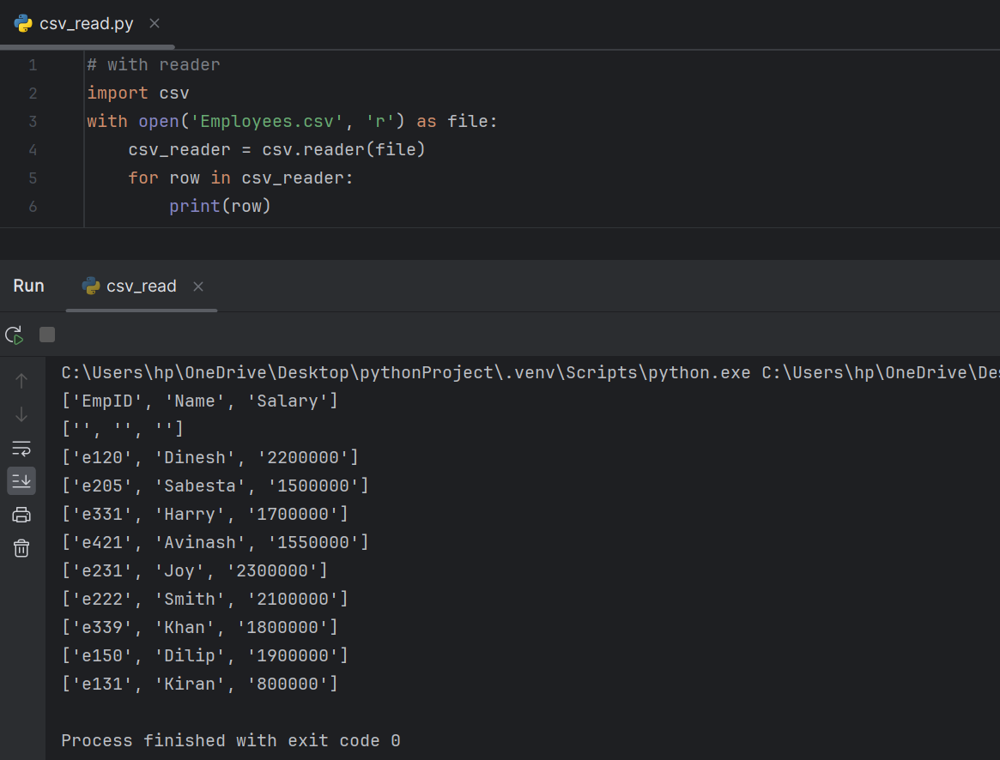 csv_read.py
1 # with reader
2 import csv
3 with open('Employees.csv', 'r') as file:
4     csv_reader = csv.reader(file)
5     for row in csv_reader:
6         print(row)
Run csv_read
C:\Users\hp\OneDrive\Desktop\pythonProject\.venv\Scripts\python.exe C:\Users\hp\OneDrive\Des
['EmpID', 'Name', 'Salary']
['', '', '']
['e120', 'Dinesh', '2200000']
['e205', 'Sabesta', '1500000']
['e331', 'Harry', '1700000']
['e421', 'Avinash', '1550000']
['e231', 'Joy', '2300000']
['e222', 'Smith', '2100000']
['e339', 'Khan', '1800000']
['e150', 'Dilip', '1900000']
['e131', 'Kiran', '800000']
Process finished with exit code 0